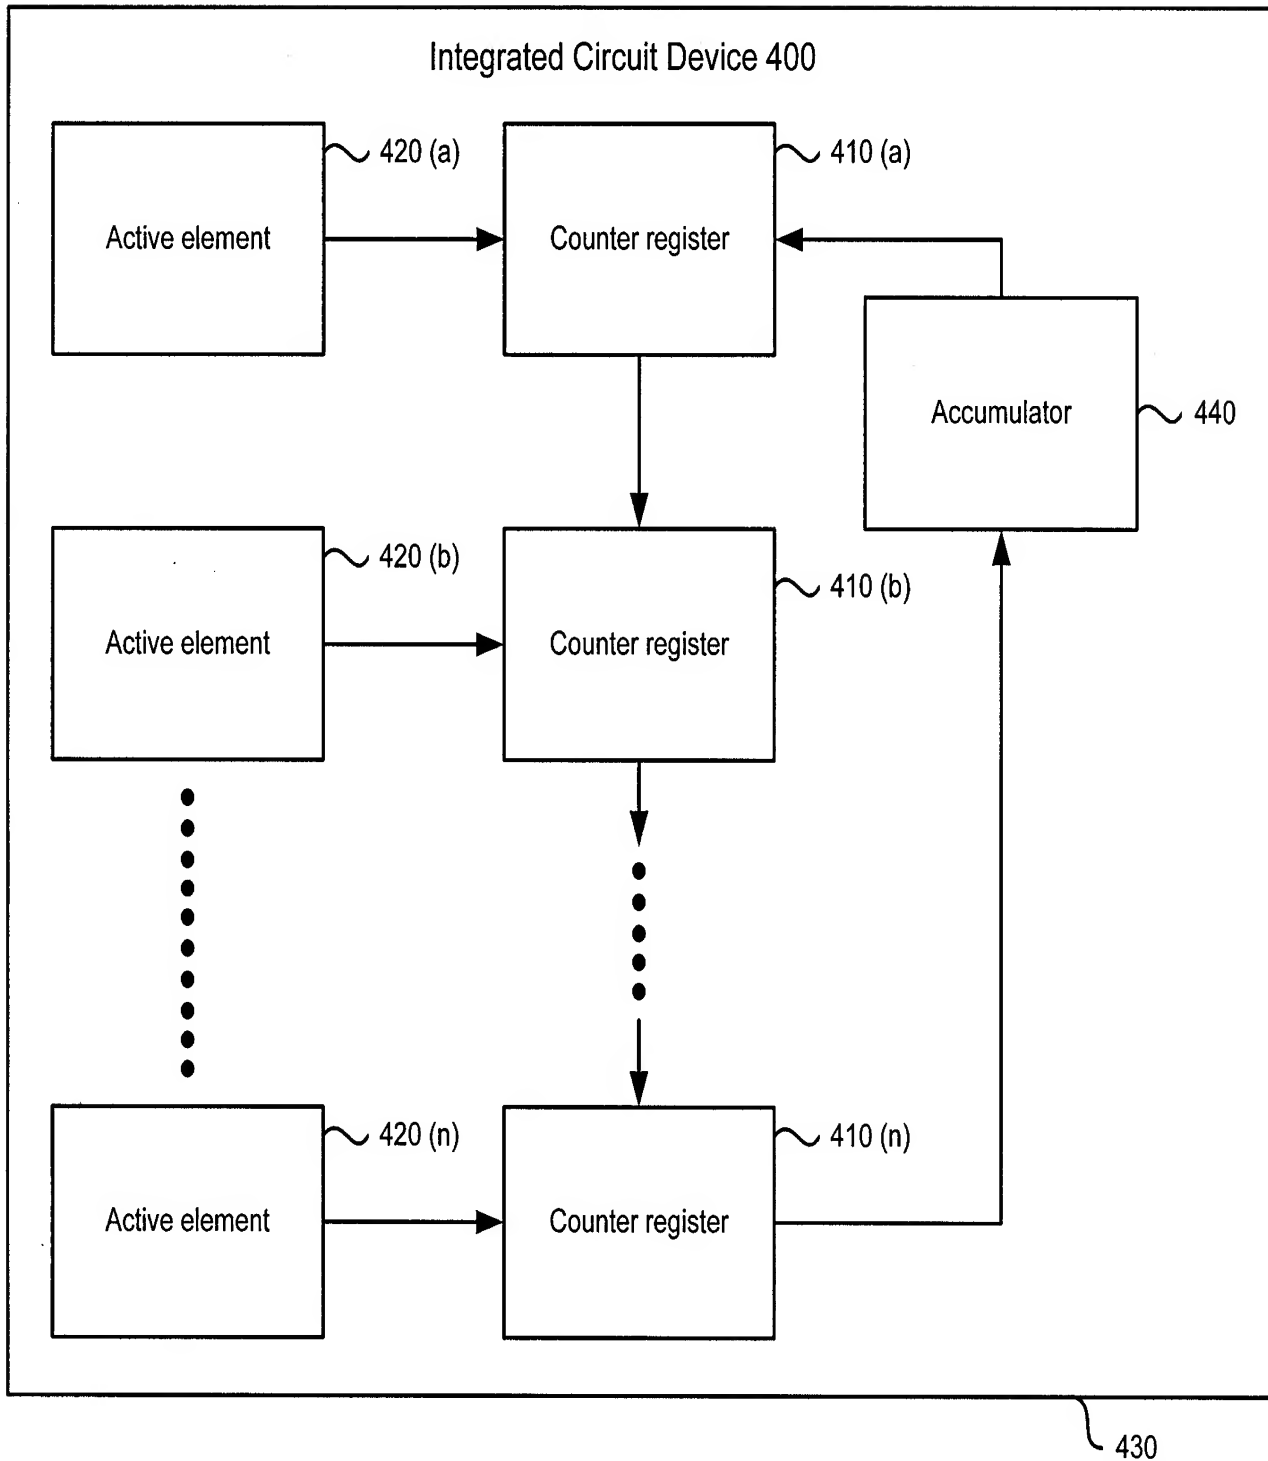 Integrated Circuit Device 400
420 (a)
410 (a)
Active element
Counter register
Accumulator
440
420 (b)
410 (b)
Active element
Counter register
420 (n)
410 (n)
Active element
Counter register
430